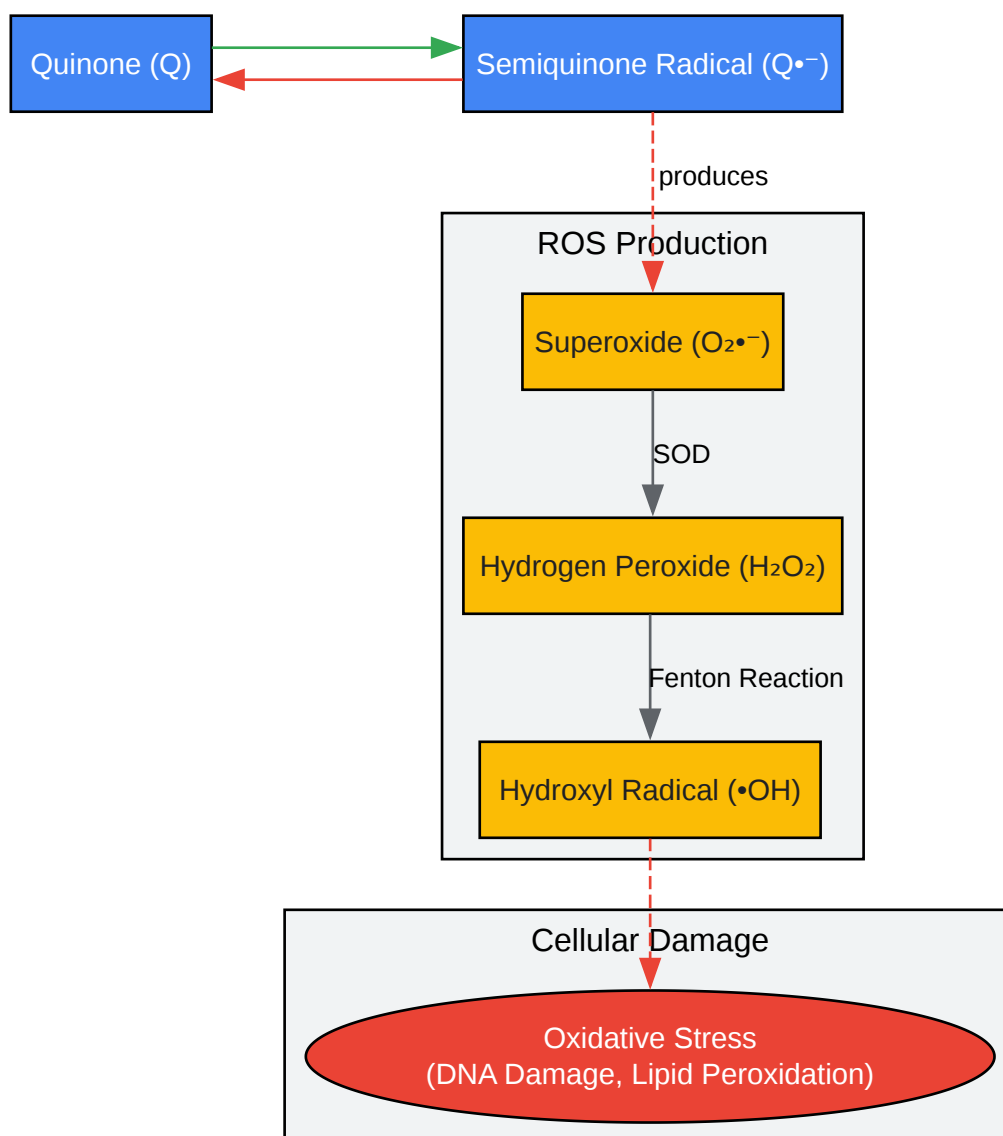 Quinone (Q)
Semiquinone Radical (Q•⁻)
produces
ROS Production
Superoxide (O₂•⁻)
SOD
Hydrogen Peroxide (H₂O₂)
Fenton Reaction
Hydroxyl Radical (•OH)
Cellular Damage
Oxidative Stress
(DNA Damage, Lipid Peroxidation)